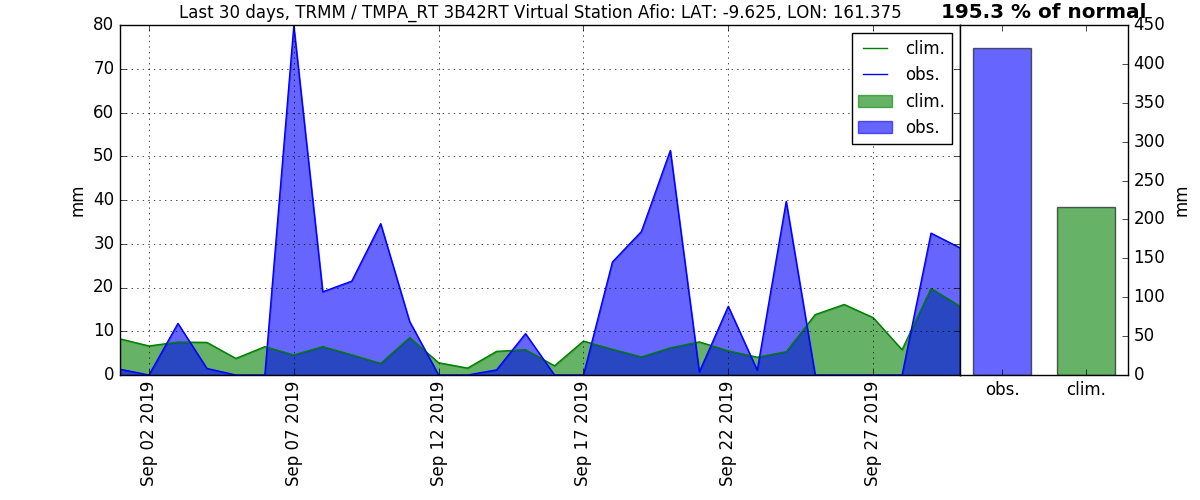 Last 30 days, TRMM / TMPA_RT 3B42RT Virtual Station Afio: LAT: -9.625, LON: 161.375
195.3 % of normal
80
70
60
50
40
30
20
10
0
mm
clim.
obs.
clim.
obs.
Sep 02 2019
Sep 07 2019
Sep 12 2019
Sep 17 2019
Sep 22 2019
Sep 27 2019
450
400
350
300
250
200
150
100
50
0
mm
obs.
clim.